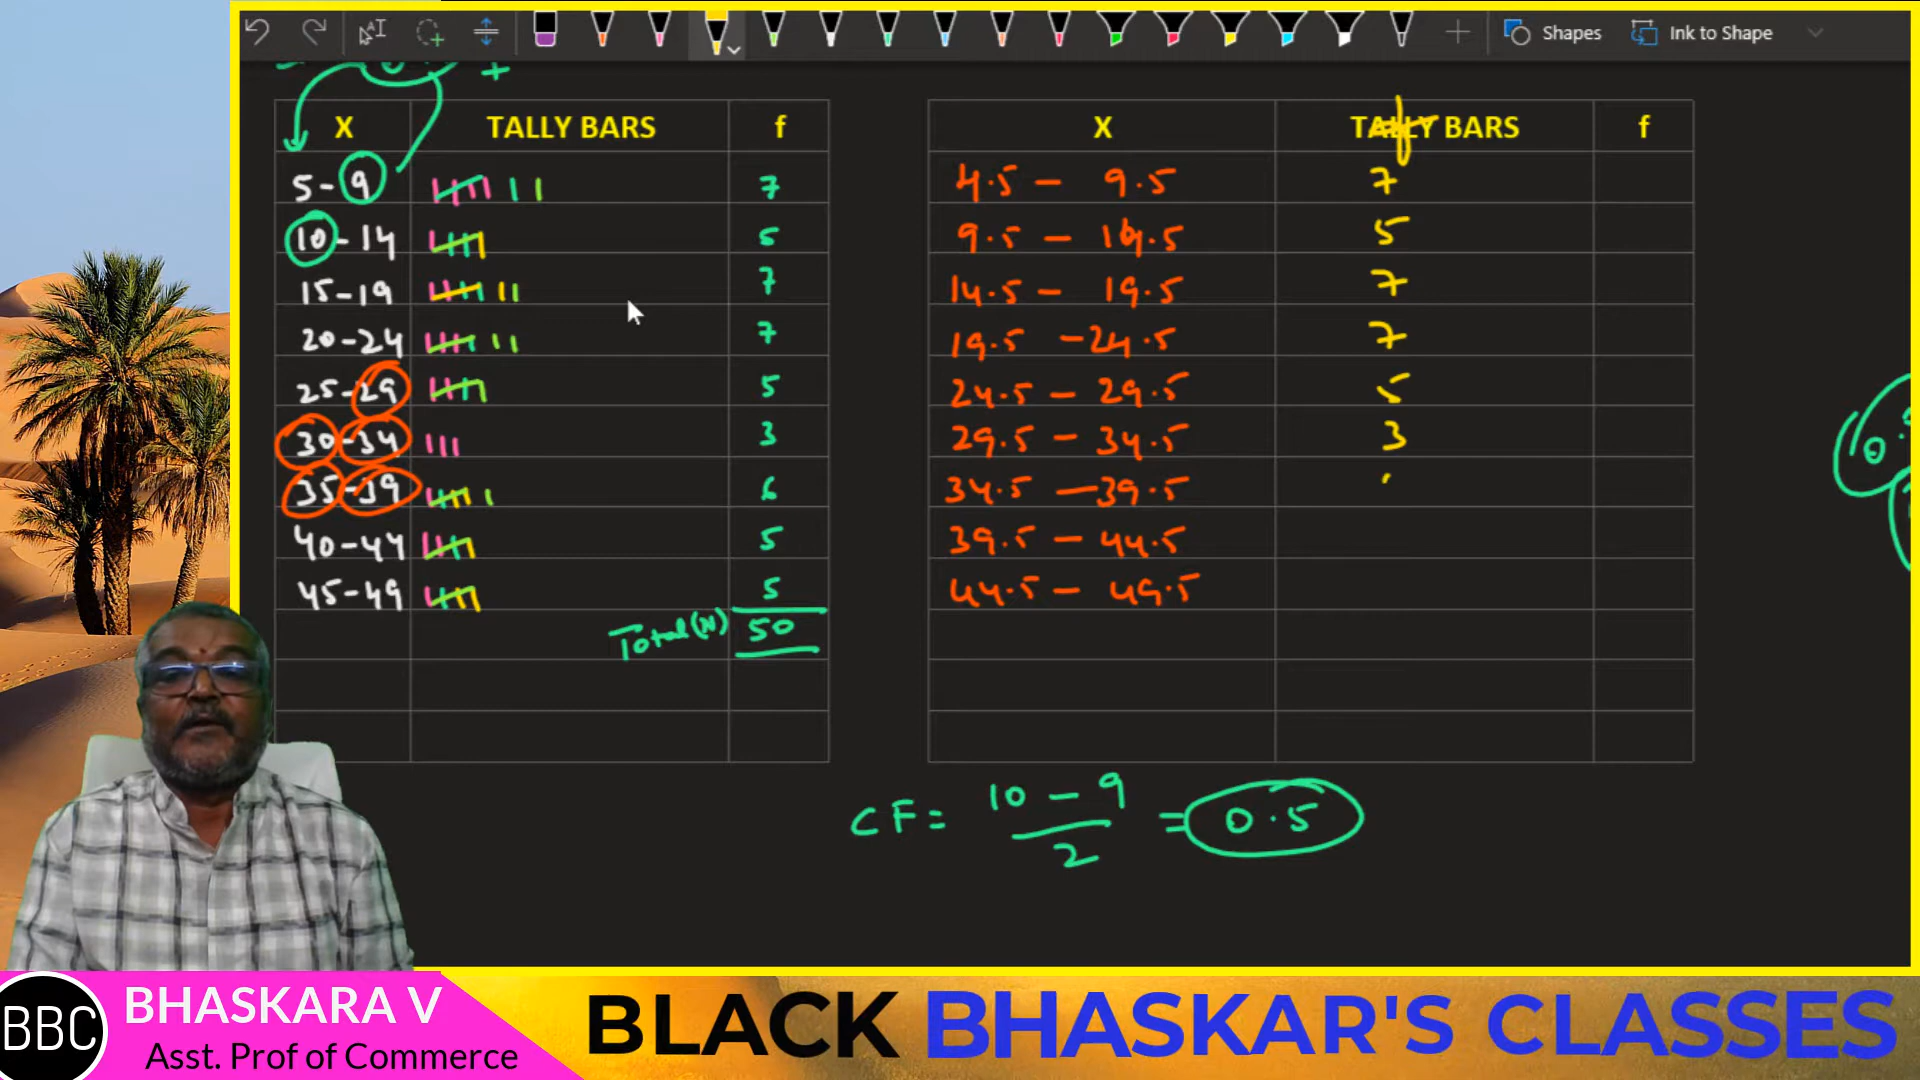 Shapes Ink to Shape
+
X TALLY BARS f
5-9 7
10-14 5
15-19 7
20-24 7
25-29 5
30-34 3
35-39 6
40-44 5
45-49 5
Total(N) 50
X TALLY BARS f
f
4.5 - 9.5 7
9.5 - 14.5 5
14.5 - 19.5 7
19.5 - 24.5 7
24.5 - 29.5 5
29.5 - 34.5 3
34.5 - 39.5
39.5 - 44.5
44.5 - 49.5
CF = 10 - 9 = 0.5
2
BBC
BHASKARA V
Asst. Prof of Commerce
BLACK BHASKAR'S CLASSES